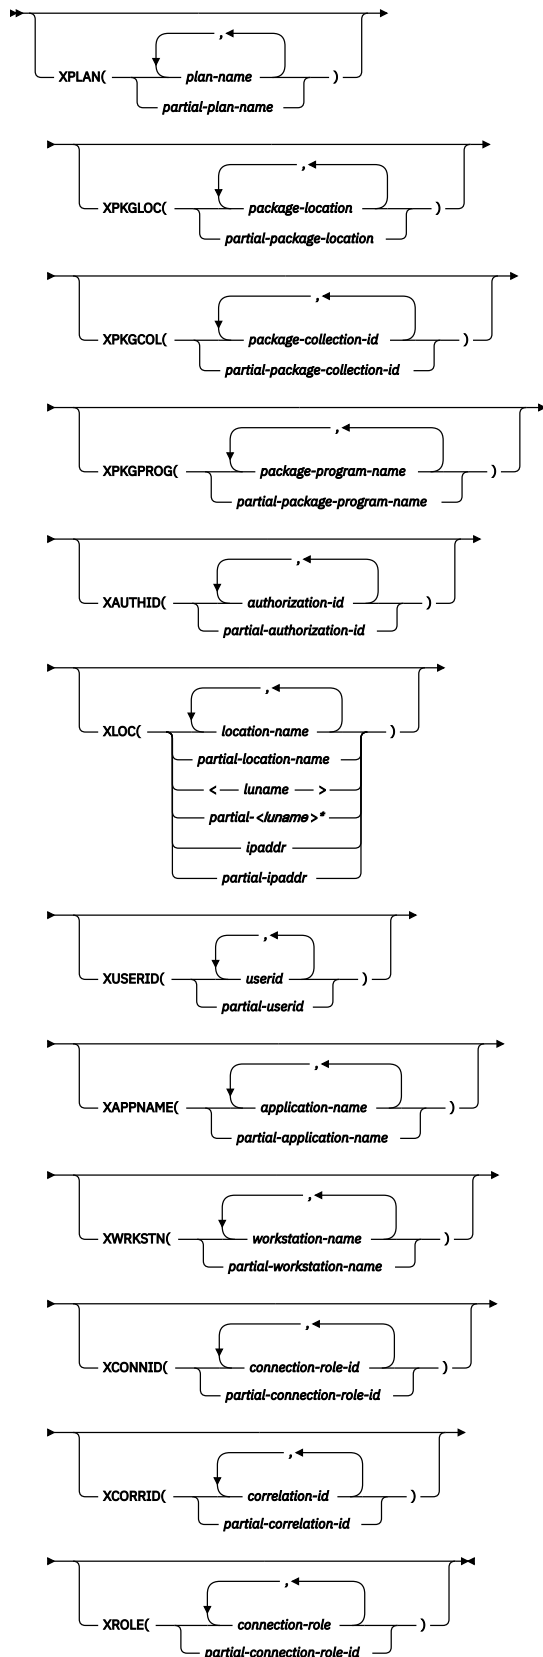 ,
XPLAN( plan-name )
partial-plan-name
,
XPKGLOC( package-location )
partial-package-location
,
XPKGCOL( package-collection-id )
partial-package-collection-id
,
XPKGPROG( package-program-name )
partial-package-program-name
,
XAUTHID( authorization-id )
partial-authorization-id
,
XLOC( location-name )
partial-location-name
< luname >
partial-<luname>*
ipaddr
partial-ipaddr
,
XUSERID( userid )
partial-userid
,
XAPPNAME( application-name )
partial-application-name
,
XWRKSTN( workstation-name )
partial-workstation-name
,
XCONNID( connection-role-id )
partial-connection-role-id
,
XCORRID( correlation-id )
partial-correlation-id
,
XROLE( connection-role )
partial-connection-role-id